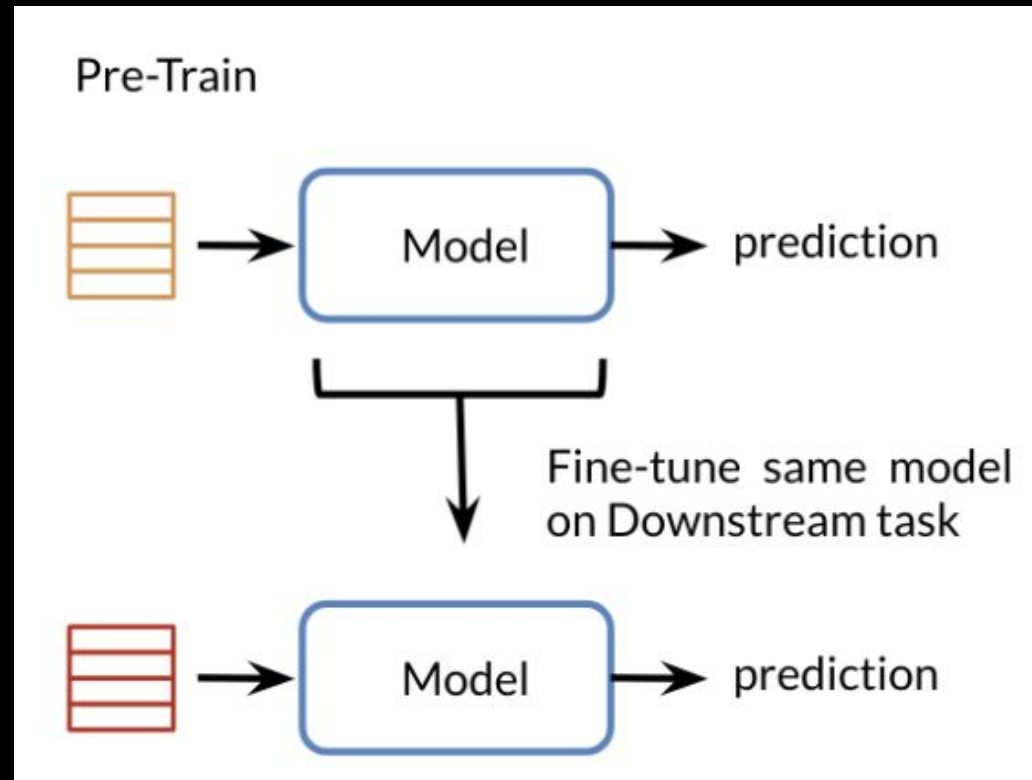 Pre-Train
Model
prediction
Fine-tune same model
on Downstream task
Model
prediction